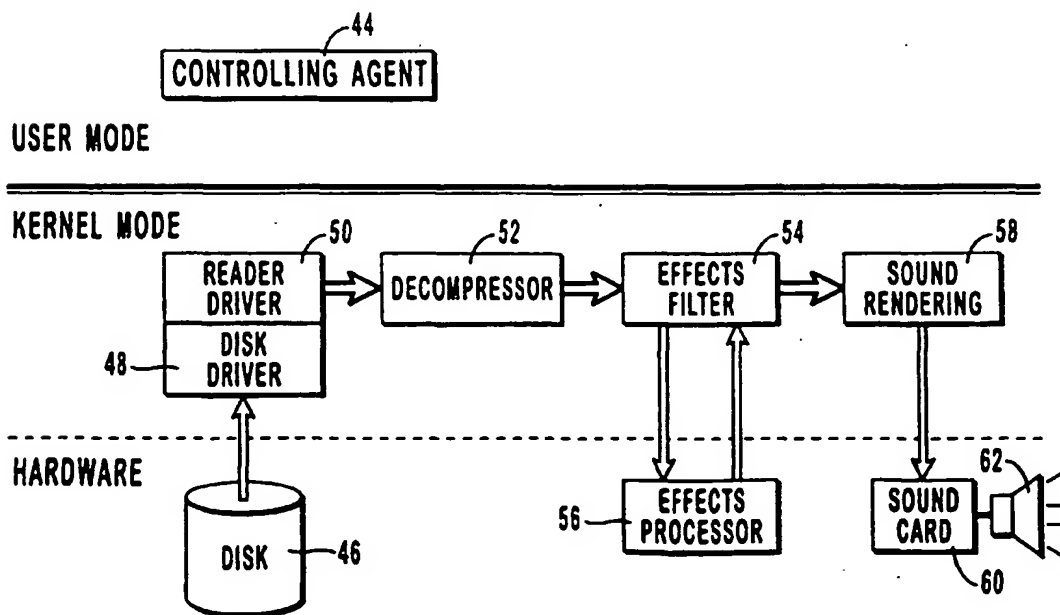 44
CONTROLLING AGENT
USER MODE
KERNEL MODE
50
52
54
58
READER
DRIVER
DECOMPRESSOR
EFFECTS
FILTER
SOUND
RENDERING
48
DISK
DRIVER
HARDWARE
DISK
46
56
EFFECTS
PROCESSOR
SOUND
CARD
62
60